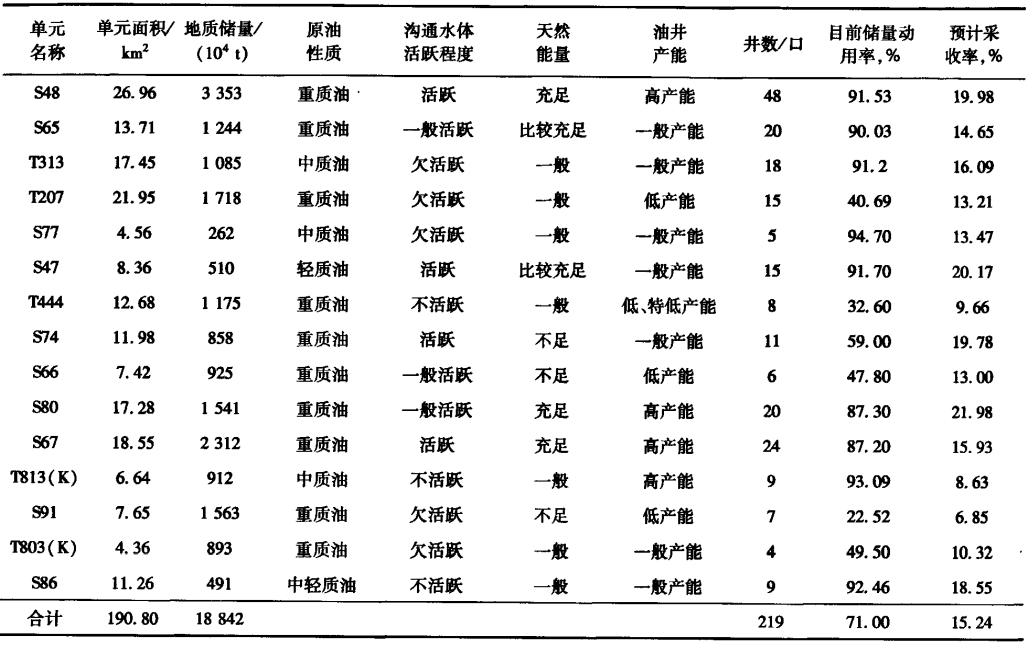 单元 单元面积/ 地质储量/ 原油 沟通水体 天然 油井 井数/口 目前储量动 预计采
名称 km² (10⁴ t) 性质 活跃程度 能量 产能 用率,% 收率,%
S48 26.96 3 353 重质油 活跃 充足 高产能 48 91.53 19.98
S65 13.71 1 244 重质油 一般活跃 比较充足 一般产能 20 90.03 14.65
T313 17.45 1 085 中质油 欠活跃 一般 一般产能 18 91.2 16.09
T207 21.95 1 718 重质油 欠活跃 一般 低产能 15 40.69 13.21
S77 4.56 262 中质油 欠活跃 一般 一般产能 5 94.70 13.47
S47 8.36 510 轻质油 活跃 比较充足 一般产能 15 91.70 20.17
T444 12.68 1 175 重质油 不活跃 一般 低、特低产能 8 32.60 9.66
S74 11.98 858 重质油 活跃 不足 一般产能 11 59.00 19.78
S66 7.42 925 重质油 一般活跃 不足 低产能 6 47.80 13.00
S80 17.28 1 541 重质油 一般活跃 充足 高产能 20 87.30 21.98
S67 18.55 2 312 重质油 活跃 充足 高产能 24 87.20 15.93
T813(K) 6.64 912 中质油 不活跃 一般 高产能 9 93.09 8.63
S91 7.65 1 563 重质油 欠活跃 不足 低产能 7 22.52 6.85
T803(K) 4.36 893 重质油 欠活跃 一般 一般产能 4 49.50 10.32
S86 11.26 491 中轻质油 不活跃 一般 一般产能 9 92.46 18.55
合计 190.80 18 842 219 71.00 15.24